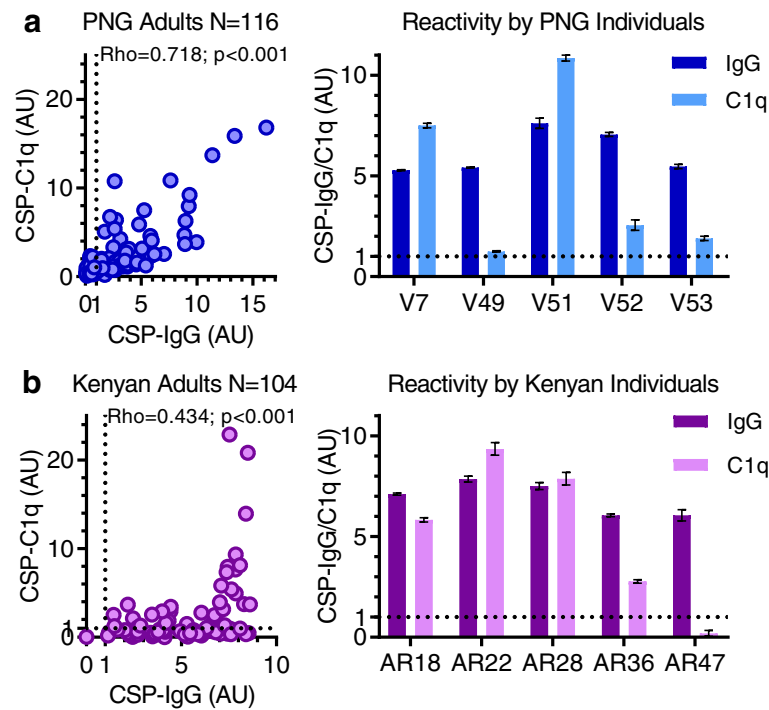 a
PNG Adults N=116
Rho=0.718; p<0.001
CSP-C1q (AU)
20
10
1
0
0 1 5 10 15
CSP-IgG (AU)
Reactivity by PNG Individuals
IgG
C1q
CSP-IgG/C1q (AU)
10
5
1
0
V7 V49 V51 V52 V53
b
Kenyan Adults N=104
Rho=0.434; p<0.001
CSP-C1q (AU)
20
10
1
0
0 1 5 10
CSP-IgG (AU)
Reactivity by Kenyan Individuals
IgG
C1q
CSP-IgG/C1q (AU)
10
5
1
0
AR18 AR22 AR28 AR36 AR47